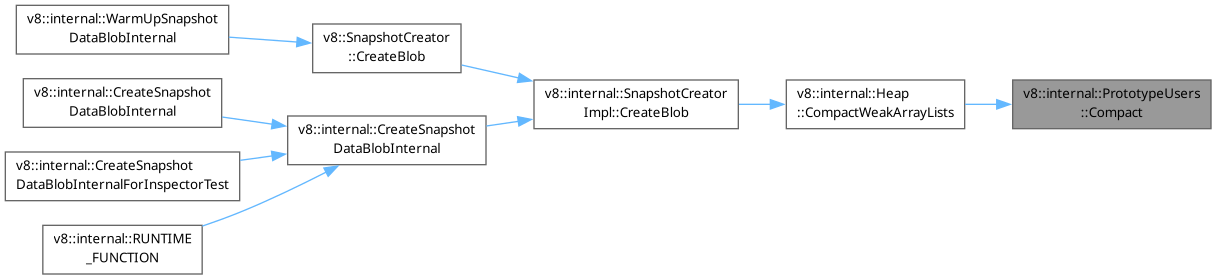 v8::internal::WarmUpSnapshot
DataBlobInternal
v8::SnapshotCreator
::CreateBlob
v8::internal::CreateSnapshot
DataBlobInternal
v8::internal::SnapshotCreator
Impl::CreateBlob
v8::internal::Heap
::CompactWeakArrayLists
v8::internal::PrototypeUsers
::Compact
v8::internal::CreateSnapshot
DataBlobInternal
v8::internal::CreateSnapshot
DataBlobInternalForInspectorTest
v8::internal::RUNTIME
_FUNCTION